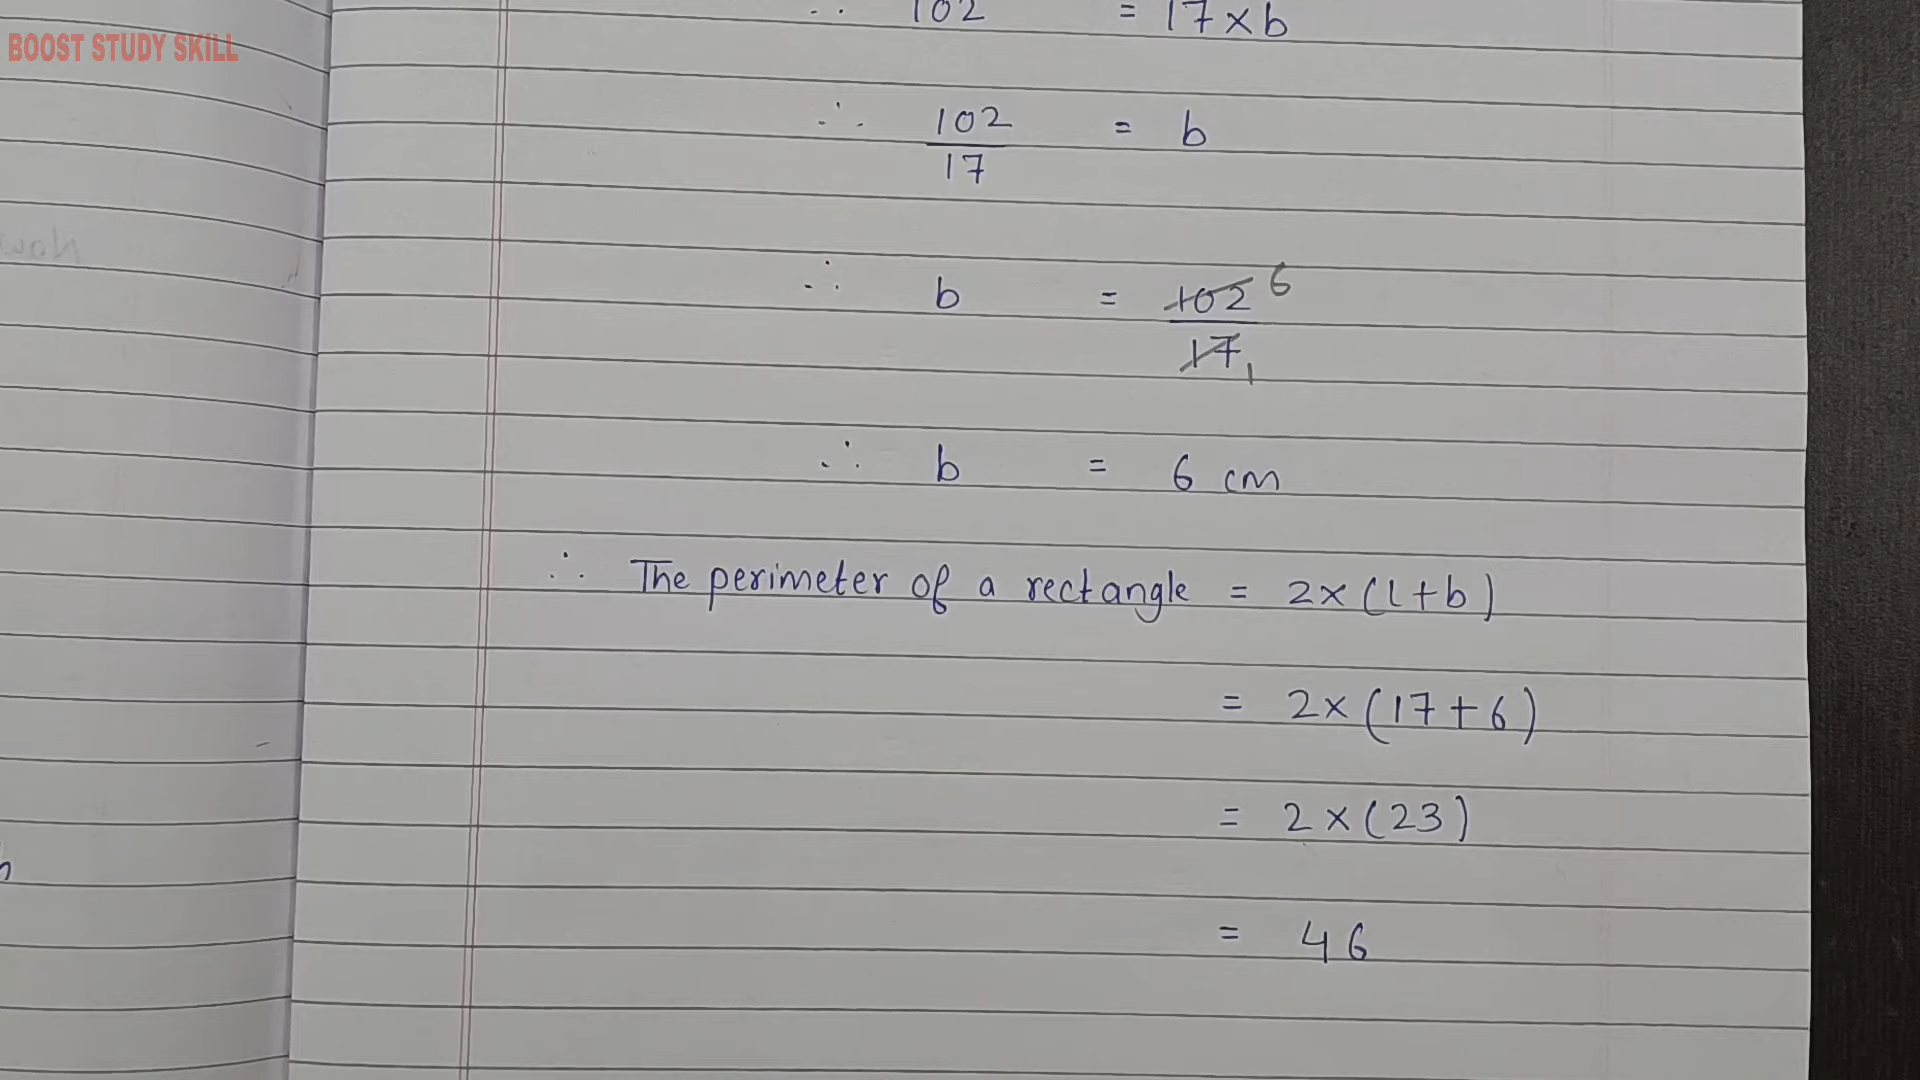 BOOST STUDY SKILL
∴ 102 = 17 × b
∴ 102/17 = b
∴ b = 102 6 / 17 1
∴ b = 6 cm
∴ The perimeter of a rectangle = 2 × (l + b)
= 2 × (17 + 6)
= 2 × (23)
= 46